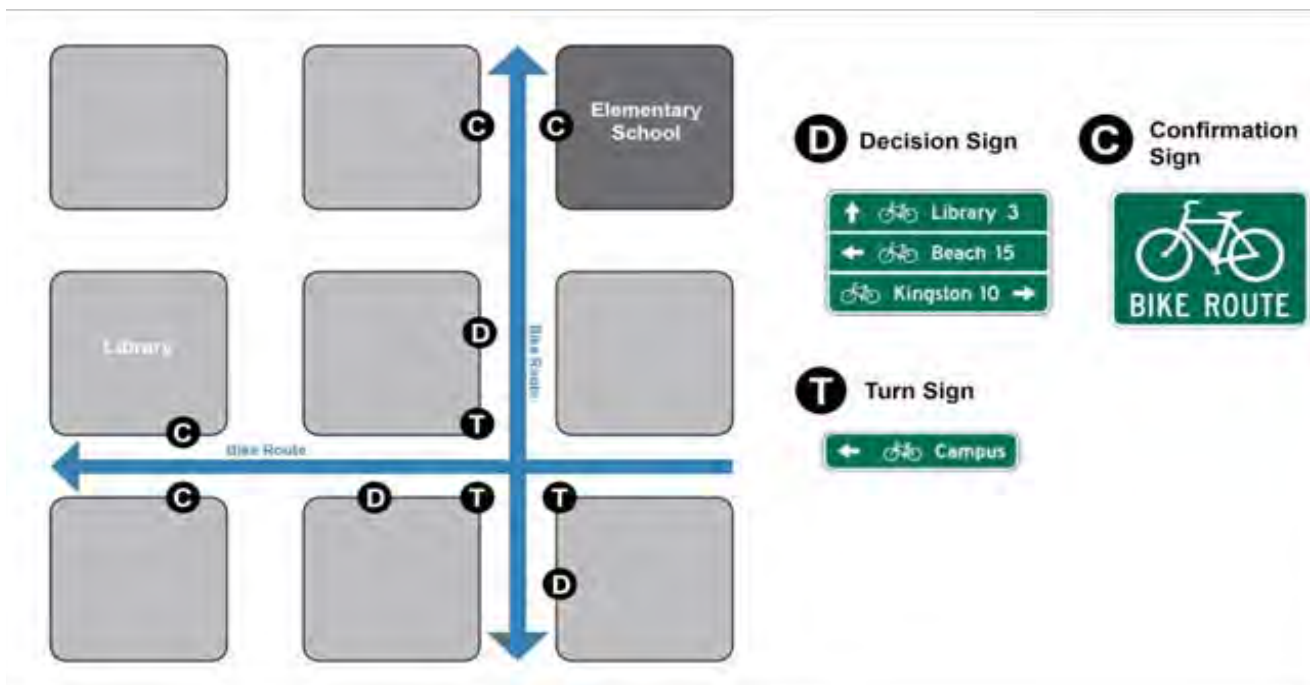 C
C
Elementary
School
D
Decision Sign
C
Confirmation
Sign
Library 3
Beach 15
Kingston 10
BIKE ROUTE
Library
D
Bike Route
T
T
Turn Sign
Campus
C
Bike Route
C
D
T
T
D